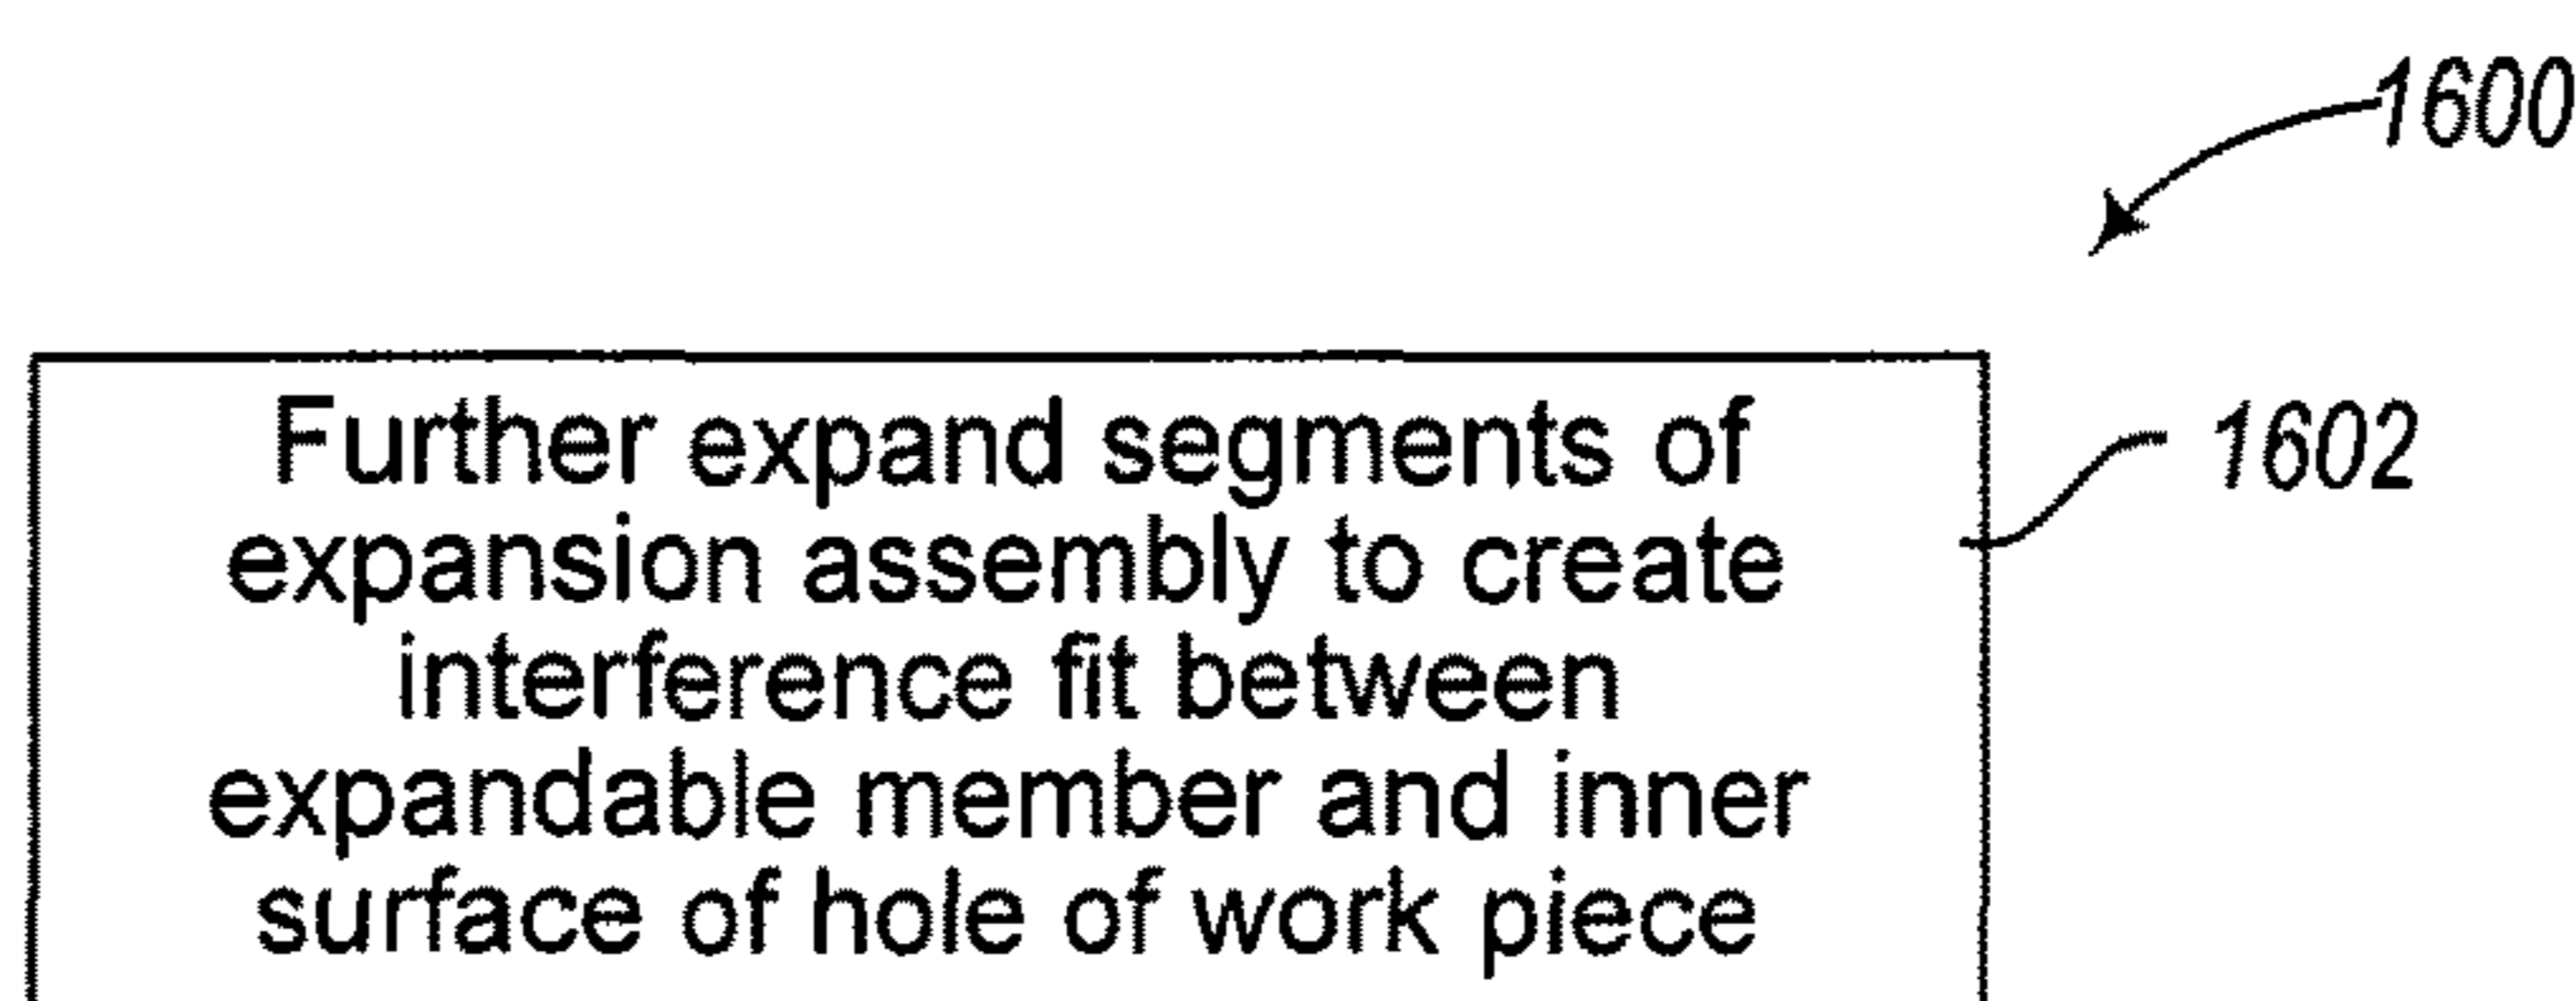 1600
Further expand segments of
expansion assembly to create
interference fit between
expandable member and inner
surface of hole of work piece
1602